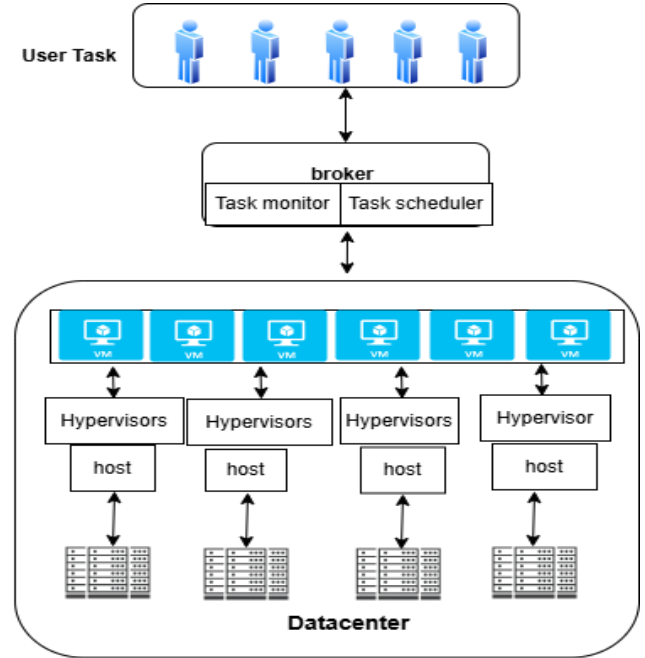 User Task
broker
Task monitor Task scheduler
VM VM VM VM VM VM
Hypervisors Hypervisors Hypervisors Hypervisor
host host host host
Datacenter